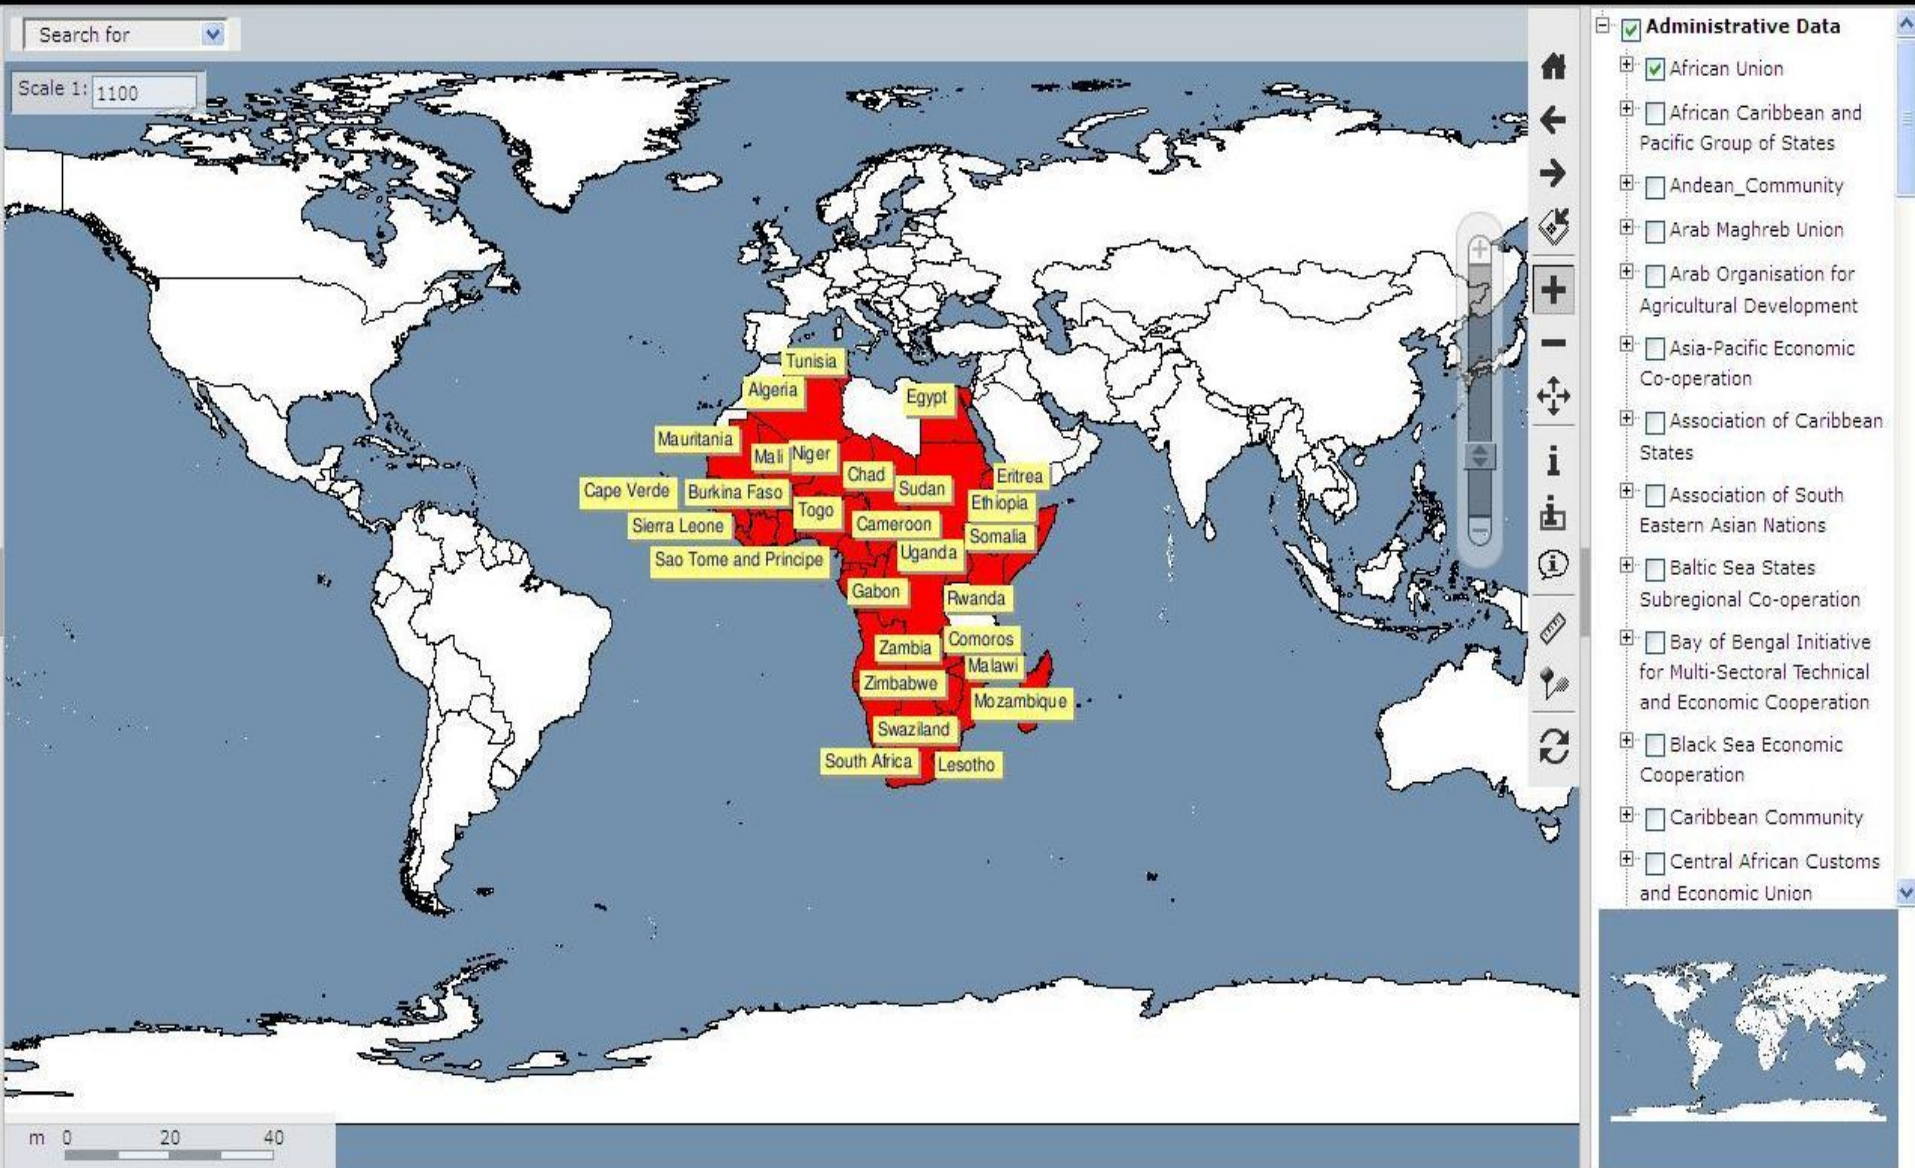 Search for
Scale 1: 1100
Tunisia
Algeria
Egypt
Mauritania
Mali
Niger
Chad
Sudan
Eritrea
Cape Verde
Burkina Faso
Togo
Ethiopia
Sierra Leone
Cameroon
Somalia
Sao Tome and Principe
Uganda
Gabon
Rwanda
Zambia
Comoros
Malawi
Zimbabwe
Mozambique
Swaziland
South Africa
Lesotho
m 0 20 40
Administrative Data
African Union
African Caribbean and
Pacific Group of States
Andean_Community
Arab Maghreb Union
Arab Organisation for
Agricultural Development
Asia-Pacific Economic
Co-operation
Association of Caribbean
States
Association of South
Eastern Asian Nations
Baltic Sea States
Subregional Co-operation
Bay of Bengal Initiative
for Multi-Sectoral Technical
and Economic Cooperation
Black Sea Economic
Cooperation
Caribbean Community
Central African Customs
and Economic Union